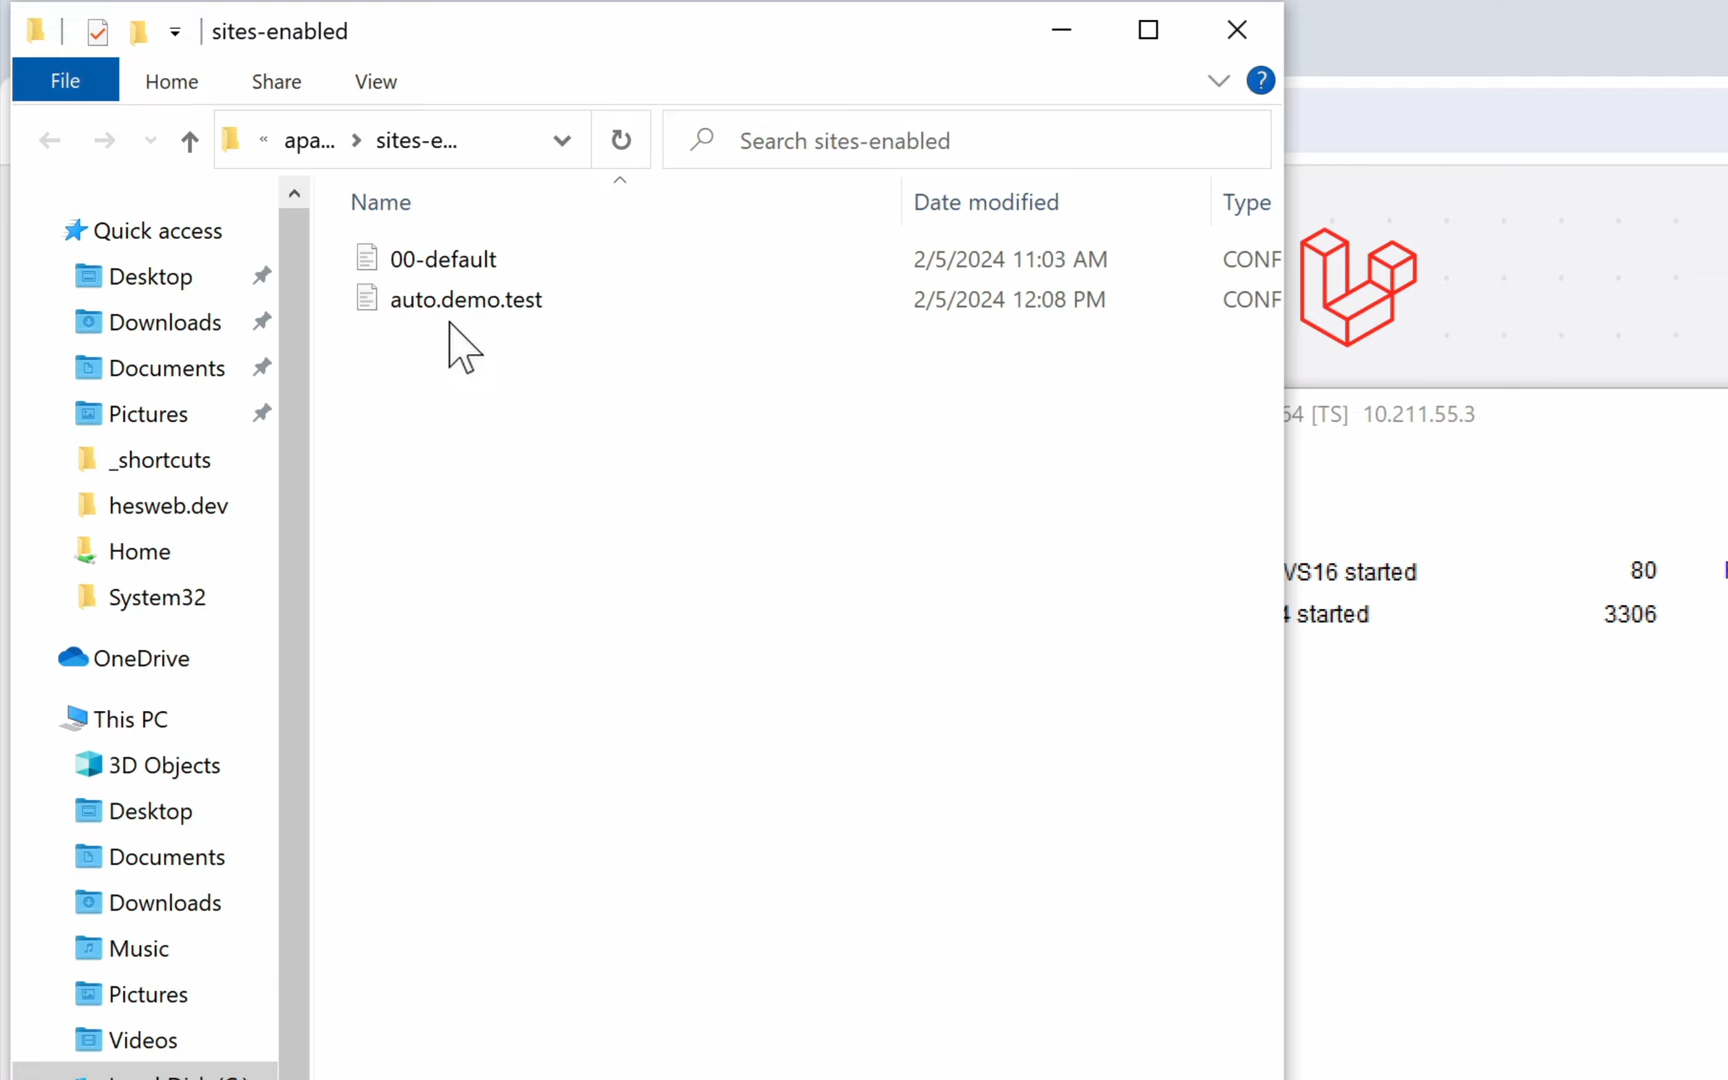 sites-enabled
File
Home
Share
View
?
« apa... > sites-e...
Search sites-enabled
Name
Date modified
Type
00-default
2/5/2024 11:03 AM
CONF
auto.demo.test
2/5/2024 12:08 PM
CONF
Quick access
Desktop
Downloads
Documents
Pictures
_shortcuts
hesweb.dev
Home
System32
OneDrive
This PC
3D Objects
Desktop
Documents
Downloads
Music
Pictures
Videos
64 [TS] 10.211.55.3
VS16 started
80
4 started
3306